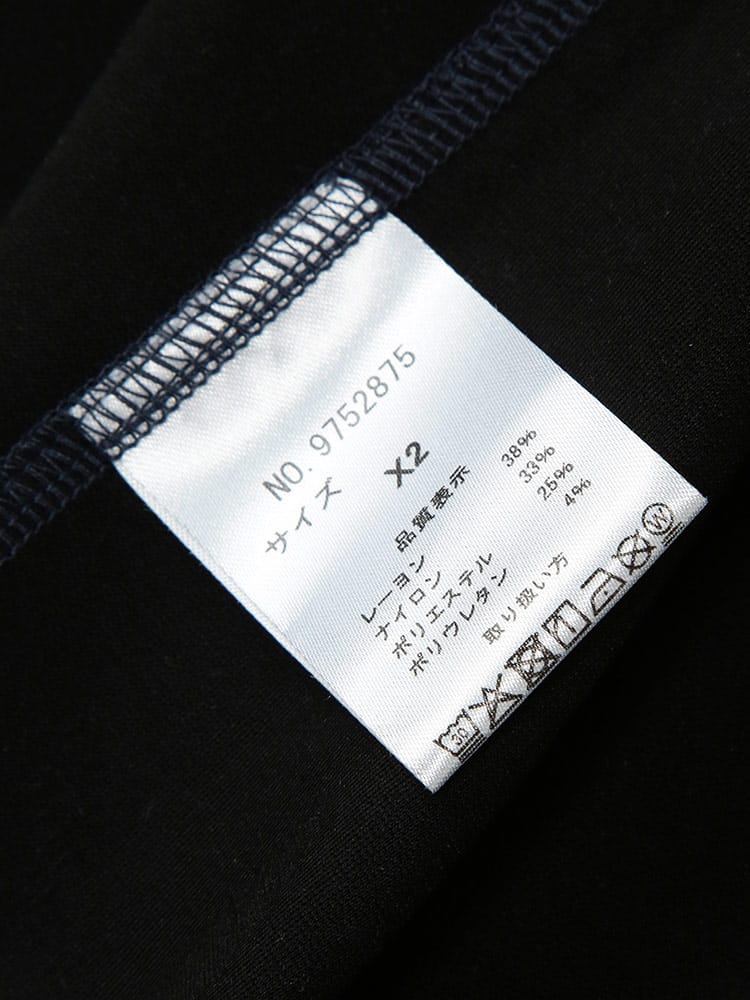 NO. 9752875
サイズ X2
品質表示
レーヨン 38%
ナイロン 33%
ポリエステル 25%
ポリウレタン 4%
取り扱い方
30 W